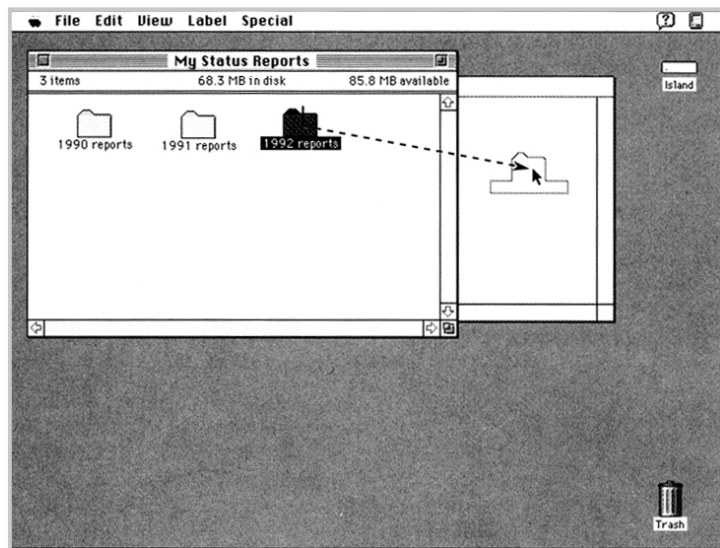 File Edit View Label Special
My Status Reports
3 items 68.3 MB in disk 85.8 MB available
Island
1990 reports 1991 reports 1992 reports
Trash